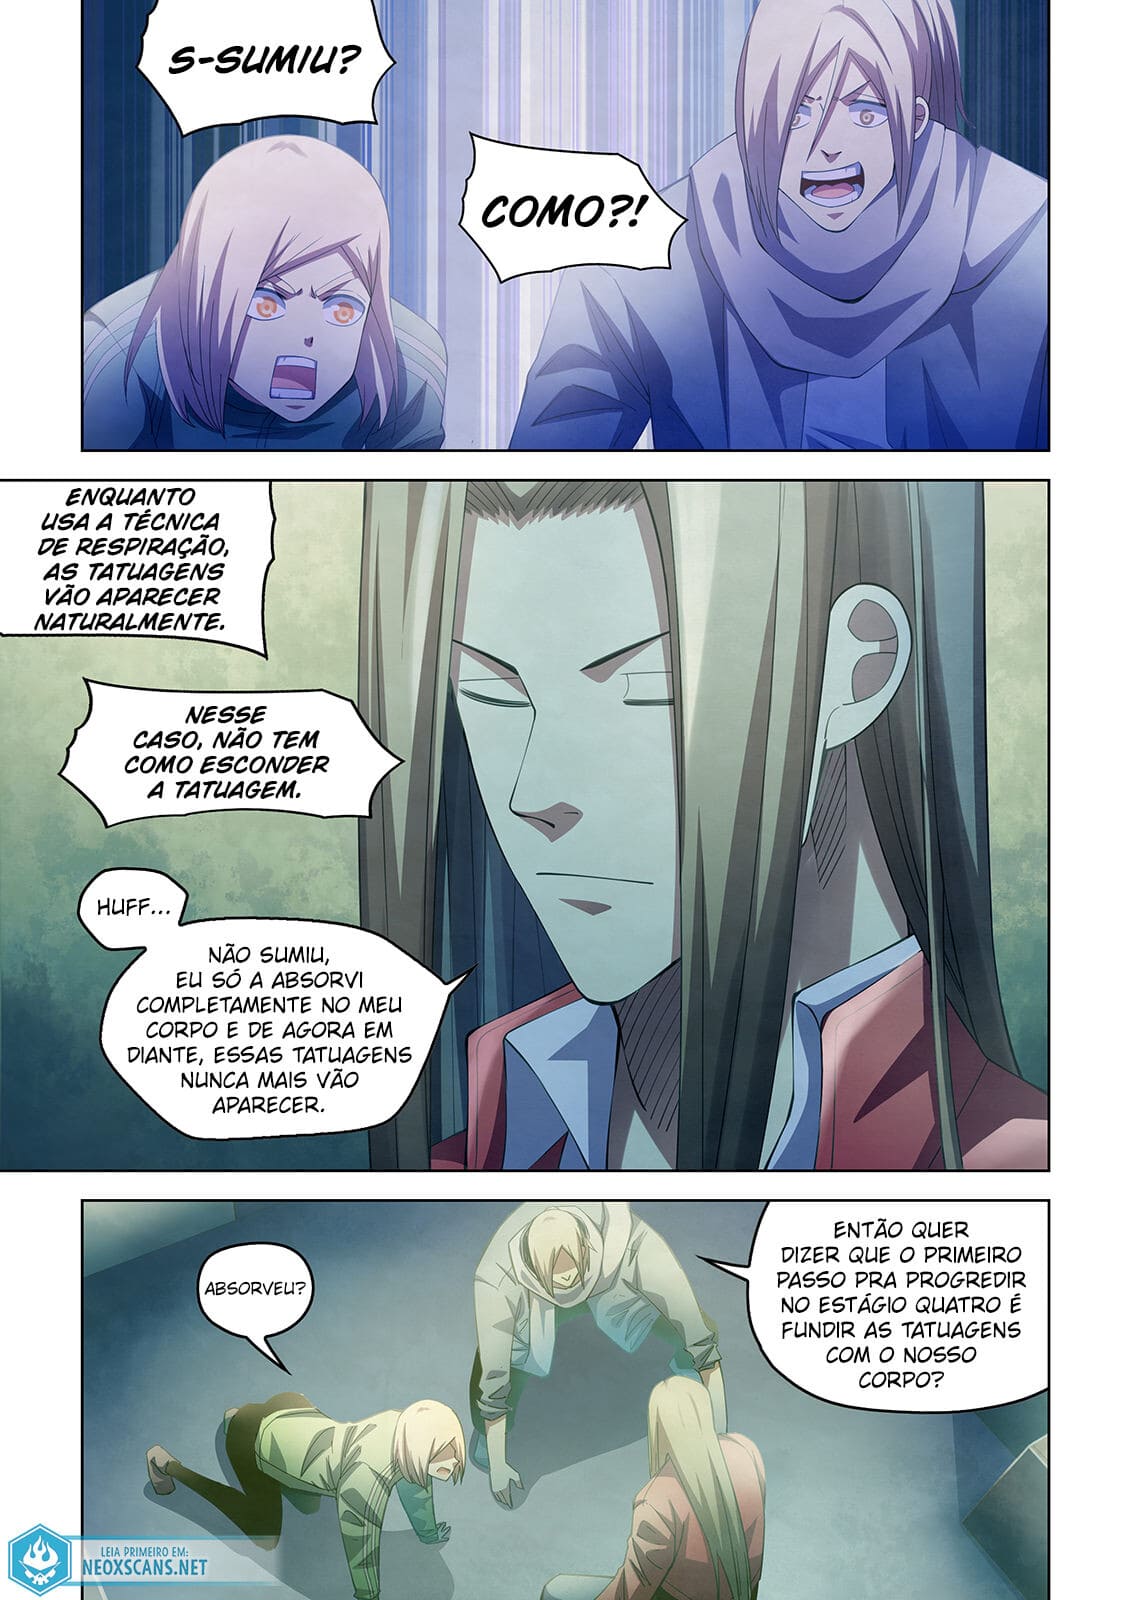 S-SUMIU?
COMO?!
ENQUANTO
USA A TÉCNICA
DE RESPIRAÇÃO,
AS TATUAGENS
VÃO APARECER
NATURALMENTE.
NESSE
CASO, NÃO TEM
COMO ESCONDER
A TATUAGEM.
HUFF...
NÃO SUMIU,
EU SÓ A ABSORVI
COMPLETAMENTE NO MEU
CORPO E DE AGORA EM
DIANTE, ESSAS TATUAGENS
NUNCA MAIS VÃO
APARECER.
ABSORVEU?
ENTÃO QUER
DIZER QUE O PRIMEIRO
PASSO PRA PROGREDIR
NO ESTÁGIO QUATRO É
FUNDIR AS TATUAGENS
COM O NOSSO
CORPO?
LEIA PRIMEIRO EM:
NEOXSCANS.NET